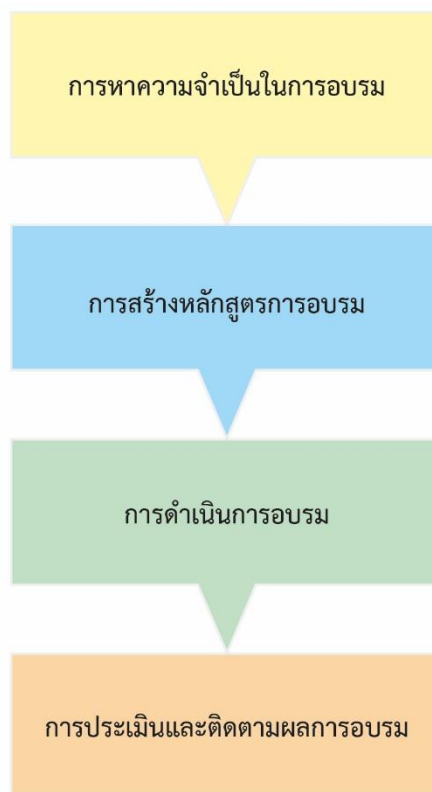 การหาความจำเป็นในการอบรม
การสร้างหลักสูตรการอบรม
การดำเนินการอบรม
การประเมินและติดตามผลการอบรม